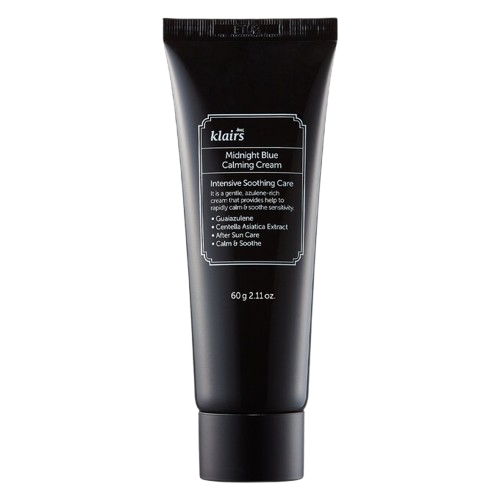 dear,
klairs
Midnight Blue
Calming Cream
Intensive Soothing Care
It is a gentle, azulene-rich
cream that provides help to
rapidly calm & soothe sensitivity.
• Guaiazulene
• Centella Asiatica Extract
• After Sun Care
• Calm & Soothe
60 g 2.11 oz.